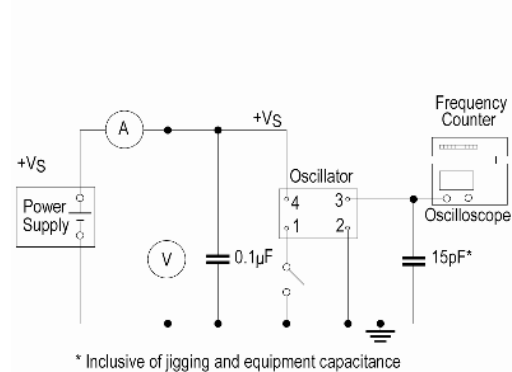 Frequency
Counter
+VS
A
+VS
Oscillator
Power
Supply
4
3
1
2
Oscilloscope
V
0.1µF
15pF*
* Inclusive of jigging and equipment capacitance